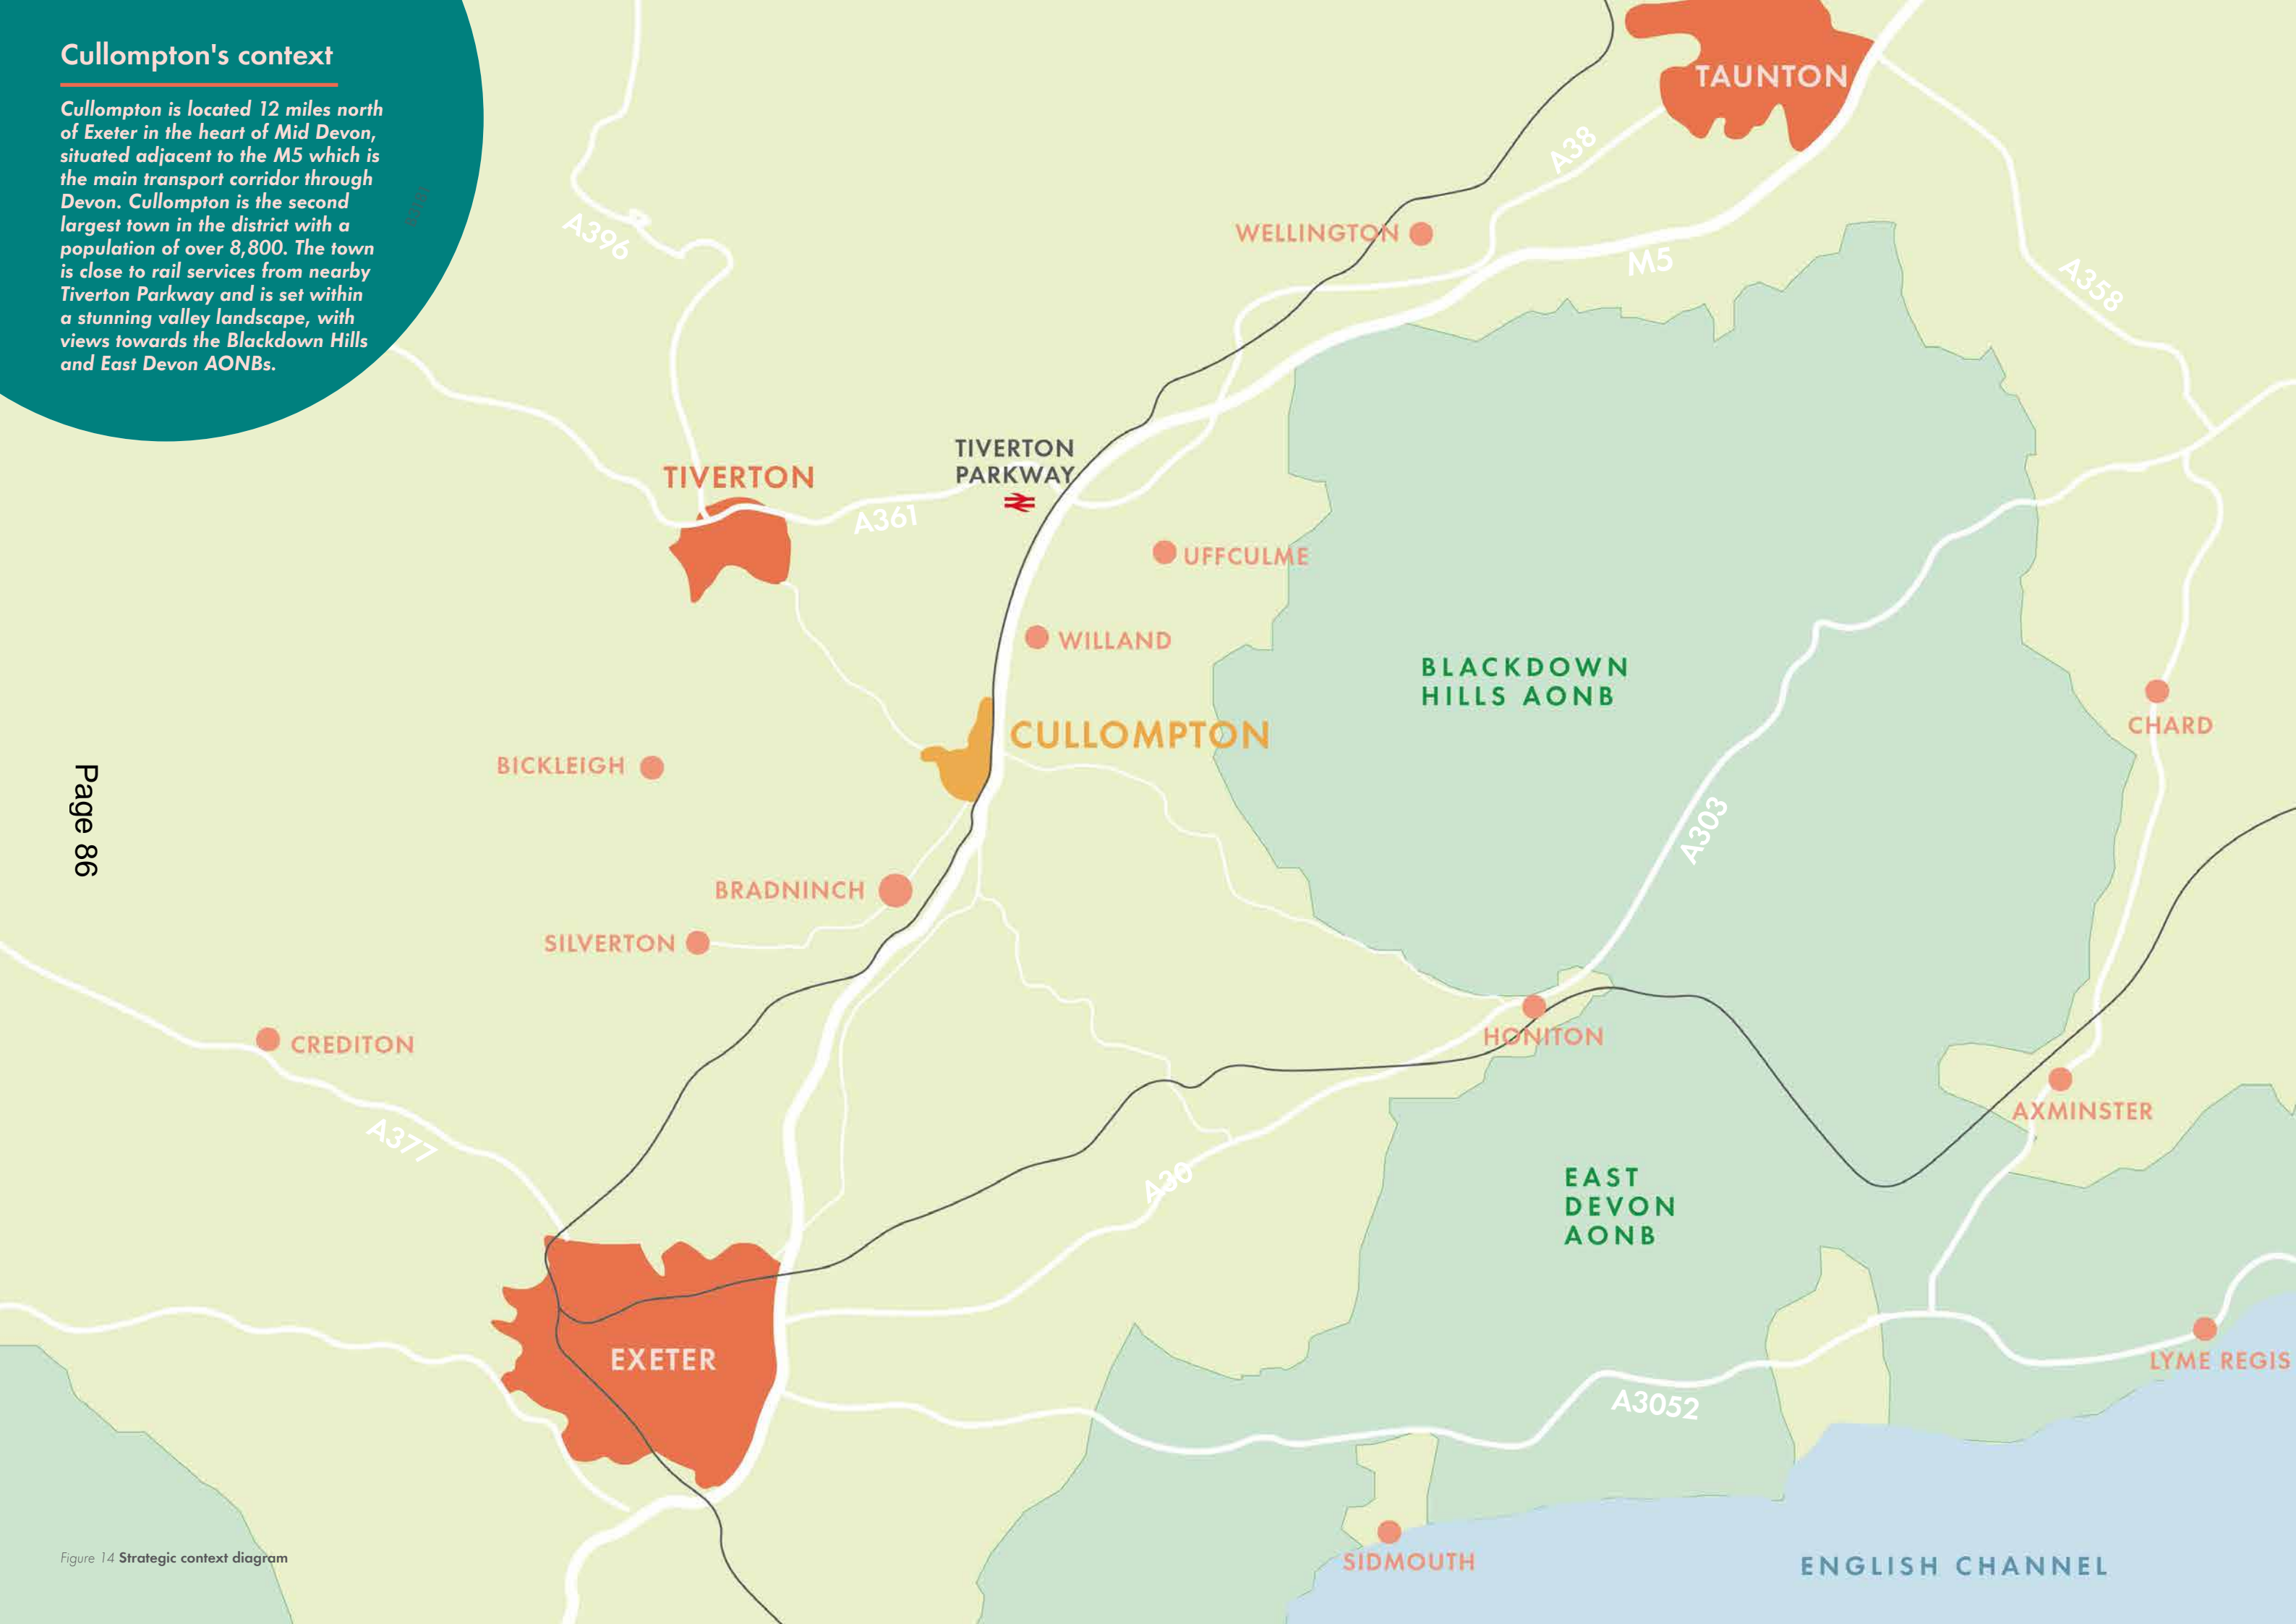 Cullompton's context
Cullompton is located 12 miles north
of Exeter in the heart of Mid Devon,
situated adjacent to the M5 which is
the main transport corridor through
Devon. Cullompton is the second
largest town in the district with a
population of over 8,800. The town
is close to rail services from nearby
Tiverton Parkway and is set within
a stunning valley landscape, with
views towards the Blackdown Hills
and East Devon AONBs.
TAUNTON
A38
WELLINGTON
M5
A396
A358
TIVERTON
PARKWAY
TIVERTON
A361
UFFCULME
WILLAND
BLACKDOWN
HILLS AONB
CHARD
CULLOMPTON
BICKLEIGH
A303
Page 86
BRADNINCH
SILVERTON
HONITON
CREDITON
AXMINSTER
A377
A30
EAST
DEVON
AONB
EXETER
LYME REGIS
A3052
SIDMOUTH
ENGLISH CHANNEL
Figure 14 Strategic context diagram